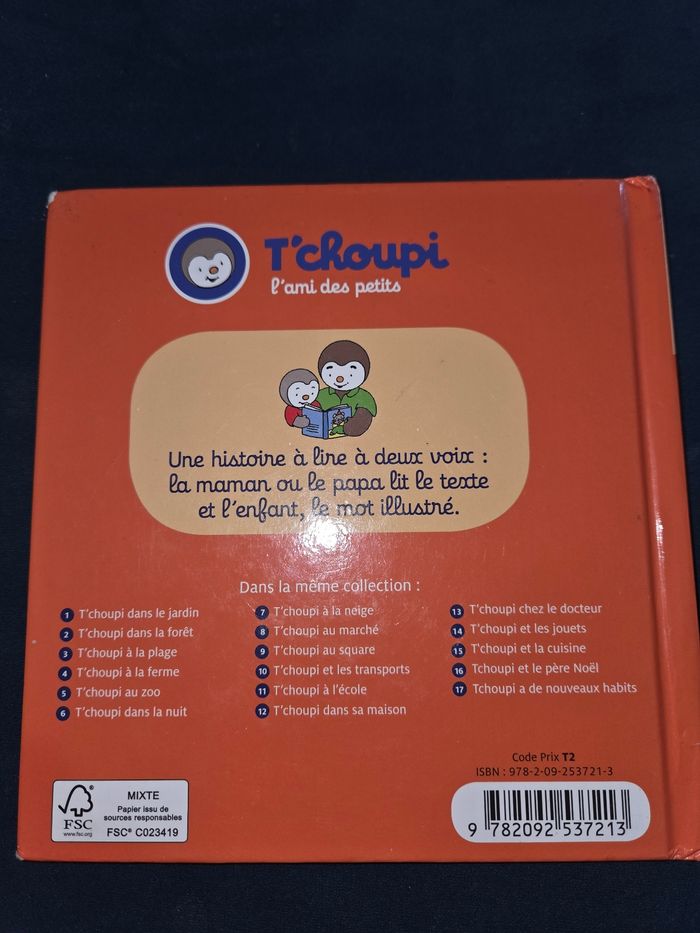 T'choupi
l'ami des petits
Une histoire à lire à deux voix :
la maman ou le papa lit le texte
et l'enfant, le mot illustré.
Dans la même collection :
1 T'choupi dans le jardin
2 T'choupi dans la forêt
3 T'choupi à la plage
4 T'choupi à la ferme
5 T'choupi au zoo
6 T'choupi dans la nuit
7 T'choupi à la neige
8 T'choupi au marché
9 T'choupi au square
10 T'choupi et les transports
11 T'choupi à l'école
12 T'choupi dans sa maison
13 T'choupi chez le docteur
14 T'choupi et les jouets
15 T'choupi et la cuisine
16 Tchoupi et le père Noël
17 Tchoupi a de nouveaux habits
Code Prix T2
ISBN : 978-2-09-253721-3
9 782092 537213
FSC
www.fsc.org
MIXTE
Papier issu de
sources responsables
FSC® C023419